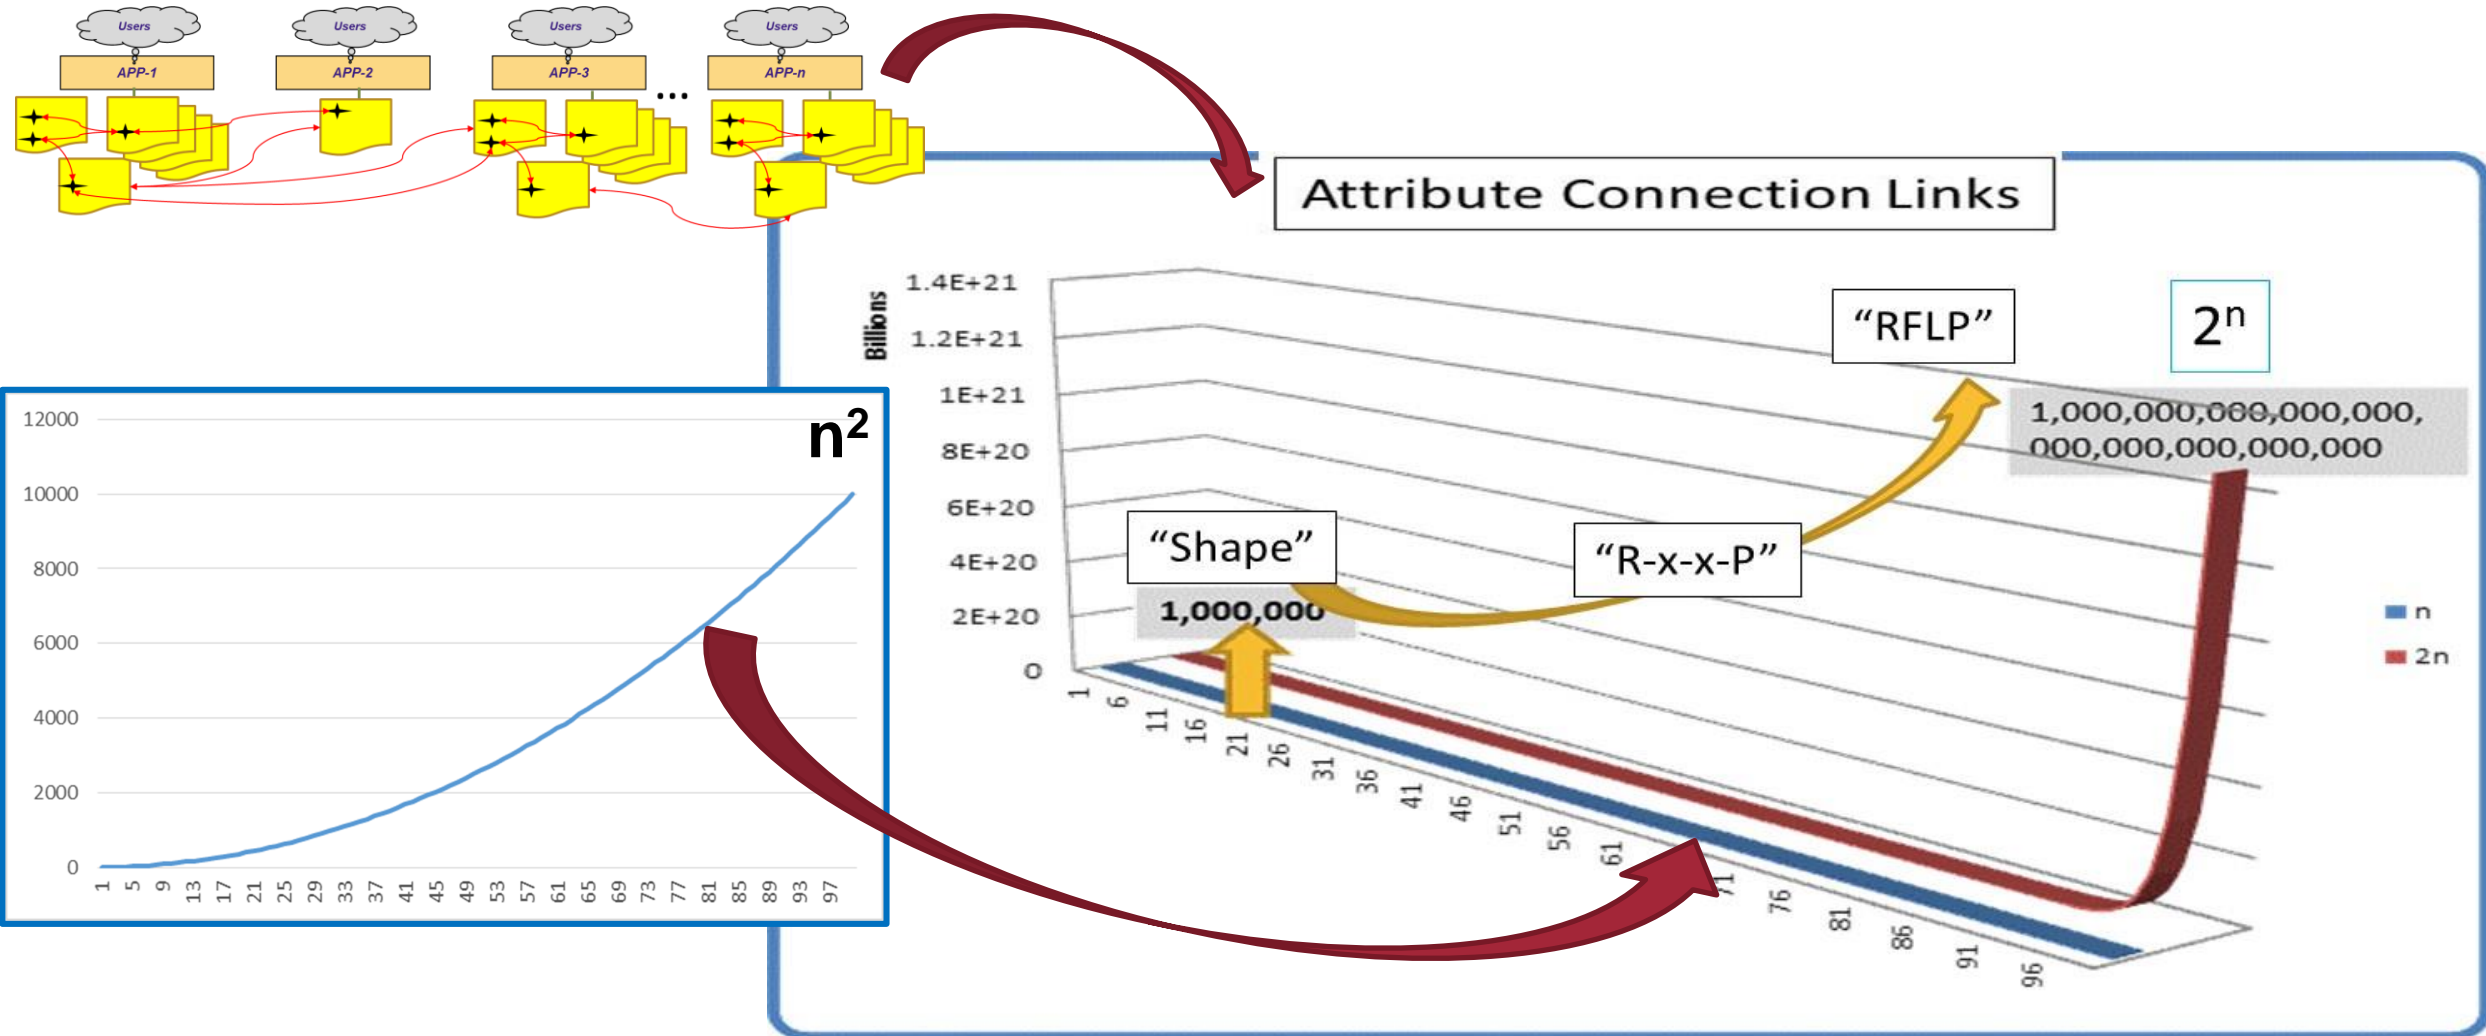 Users
Users
Users
Users
APP-1
APP-2
APP-3
...
APP-n
Attribute Connection Links
Billions
1.4E+21
1.2E+21
1E+21
8E+20
6E+20
4E+20
2E+20
0
"RFLP"
2ⁿ
1,000,000,000,000,000,
000,000,000,000,000
"Shape"
1,000,000
"R-x-x-P"
n
2n
1
6
11
16
21
26
31
36
41
46
51
56
61
71
76
81
86
91
96
n²
12000
10000
8000
6000
4000
2000
0
1 5 9 13 17 21 25 29 33 37 41 45 49 53 57 61 65 69 73 77 81 85 89 93 97